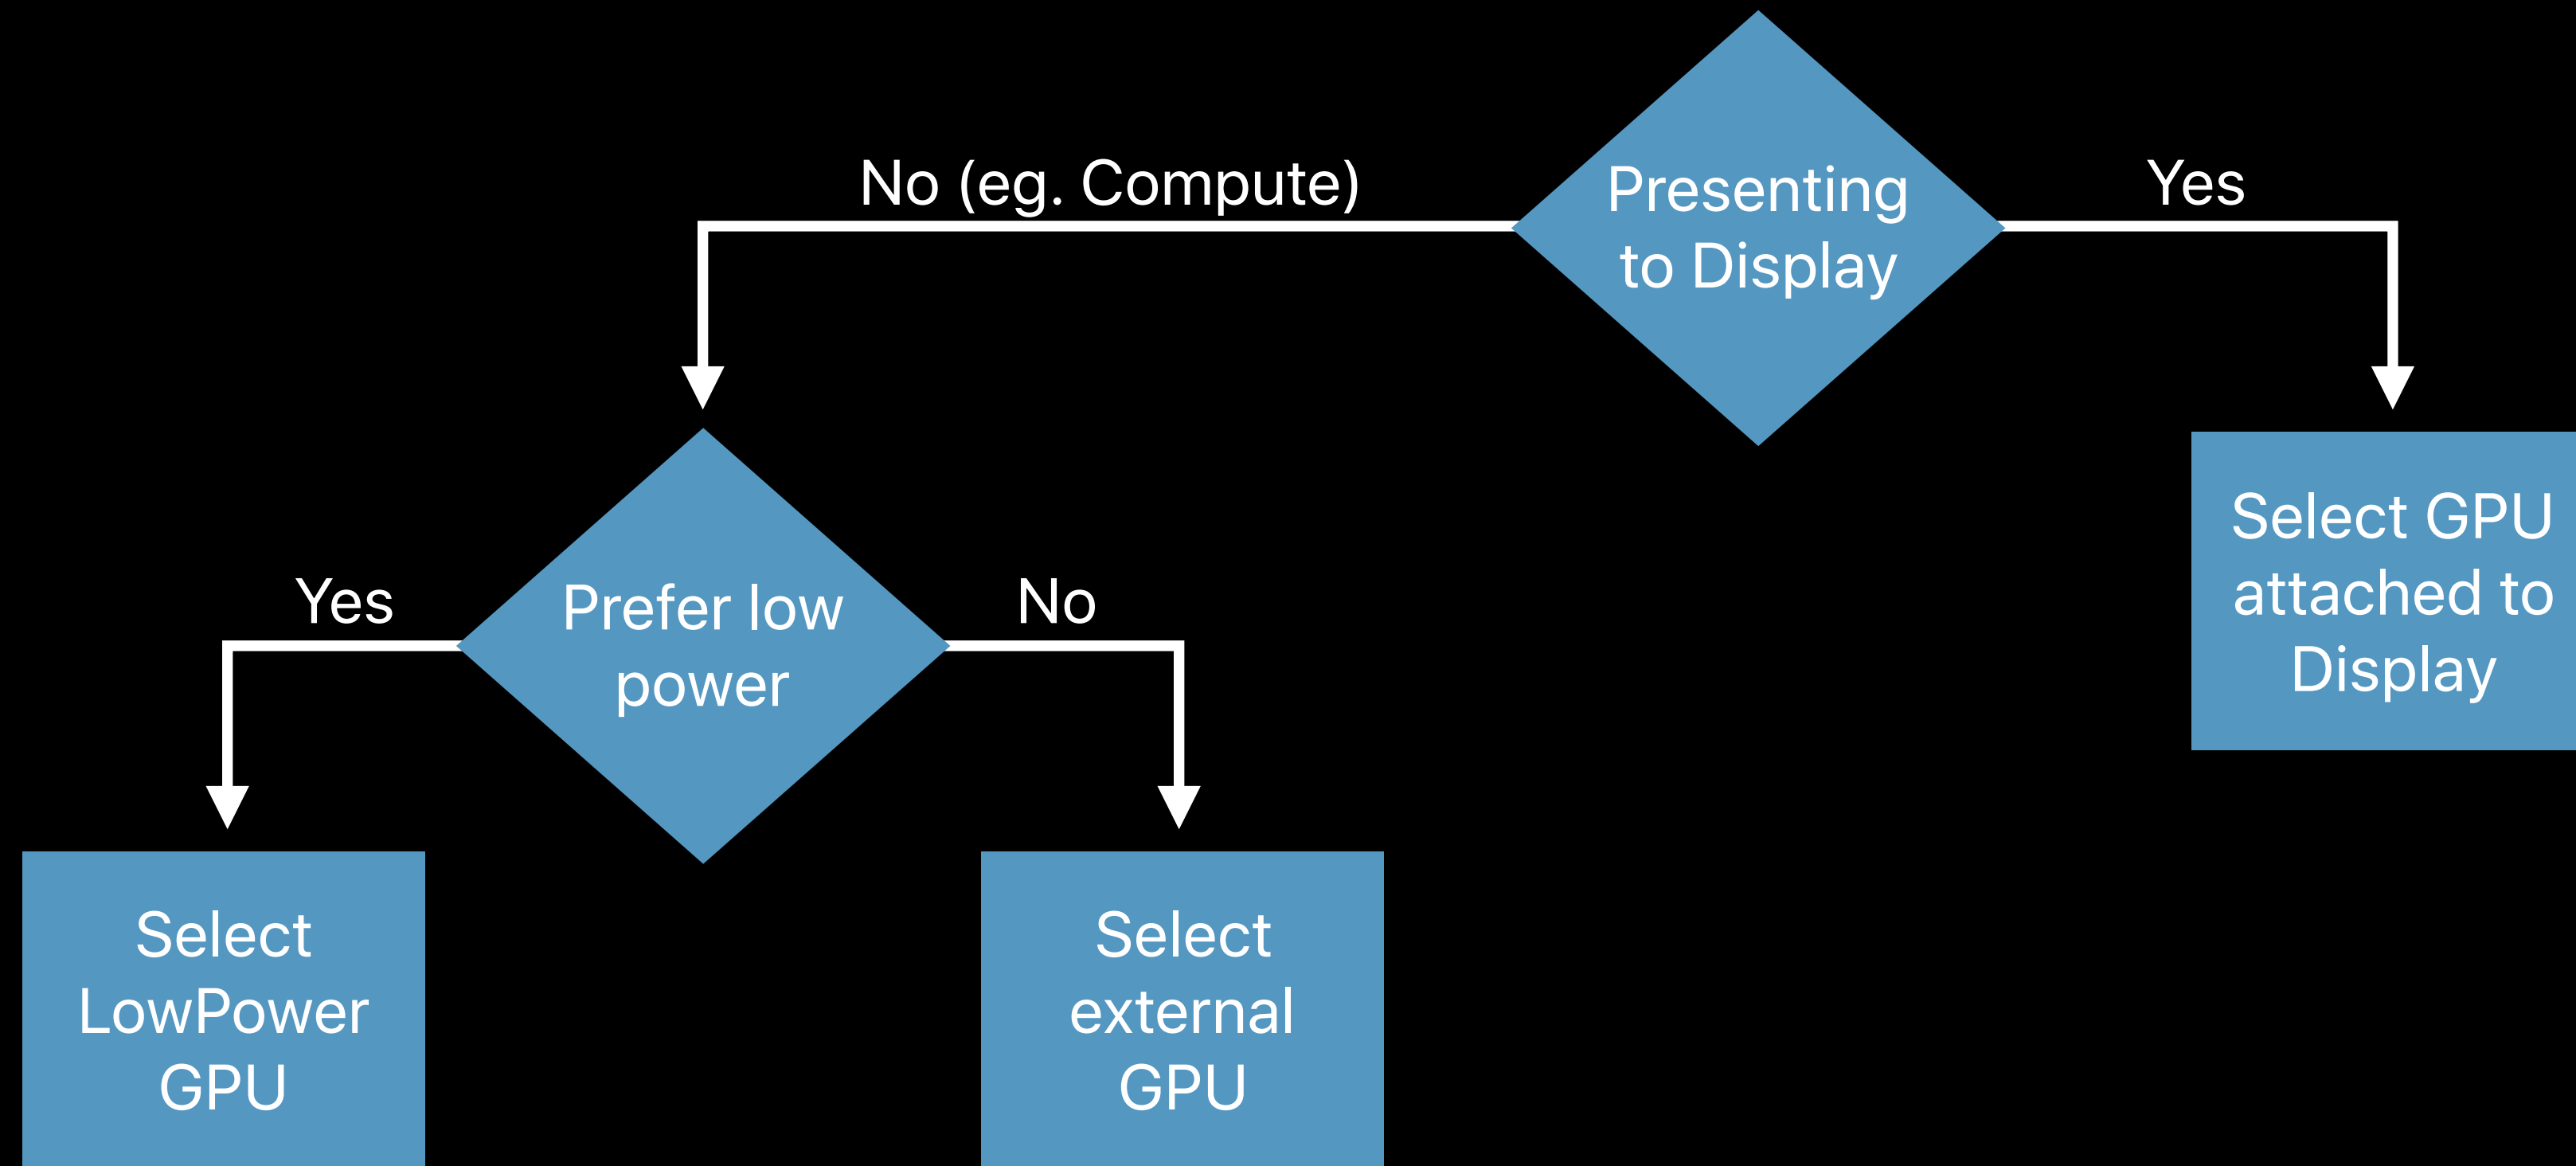 No (eg. Compute)
Presenting
to Display
Yes
Select GPU
attached to
Display
Yes
Prefer low
power
No
Select
LowPower
GPU
Select
external
GPU